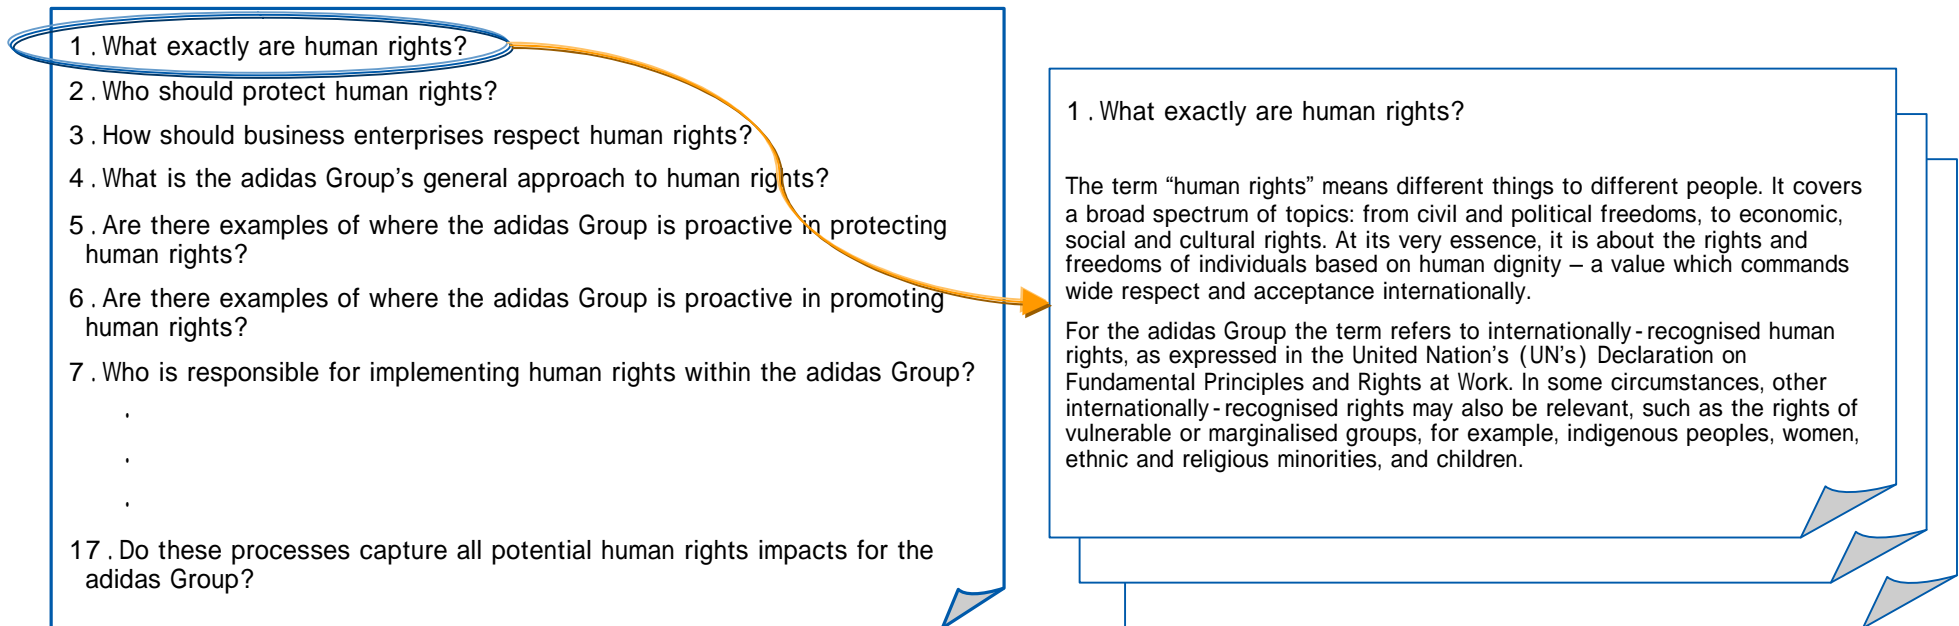 1. What exactly are human rights?
2. Who should protect human rights?
3. How should business enterprises respect human rights?
4. What is the adidas Group's general approach to human rights?
5. Are there examples of where the adidas Group is proactive in protecting
human rights?
6. Are there examples of where the adidas Group is proactive in promoting
human rights?
7. Who is responsible for implementing human rights within the adidas Group?
.
.
.
17. Do these processes capture all potential human rights impacts for the
adidas Group?
1. What exactly are human rights?
The term “human rights” means different things to different people. It covers
a broad spectrum of topics: from civil and political freedoms, to economic,
social and cultural rights. At its very essence, it is about the rights and
freedoms of individuals based on human dignity – a value which commands
wide respect and acceptance internationally.
For the adidas Group the term refers to internationally-recognised human
rights, as expressed in the United Nation's (UN's) Declaration on
Fundamental Principles and Rights at Work. In some circumstances, other
internationally-recognised rights may also be relevant, such as the rights of
vulnerable or marginalised groups, for example, indigenous peoples, women,
ethnic and religious minorities, and children.